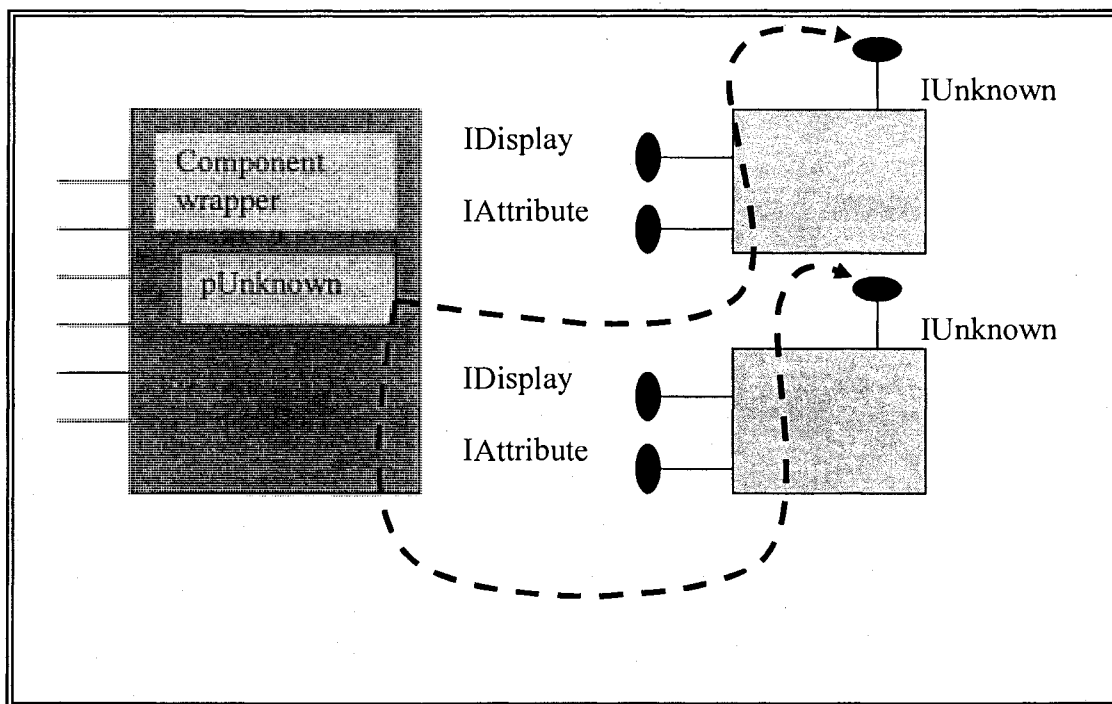 IUnknown
Component
wrapper
IDisplay
IAttribute
pUnknown
IUnknown
IDisplay
IAttribute